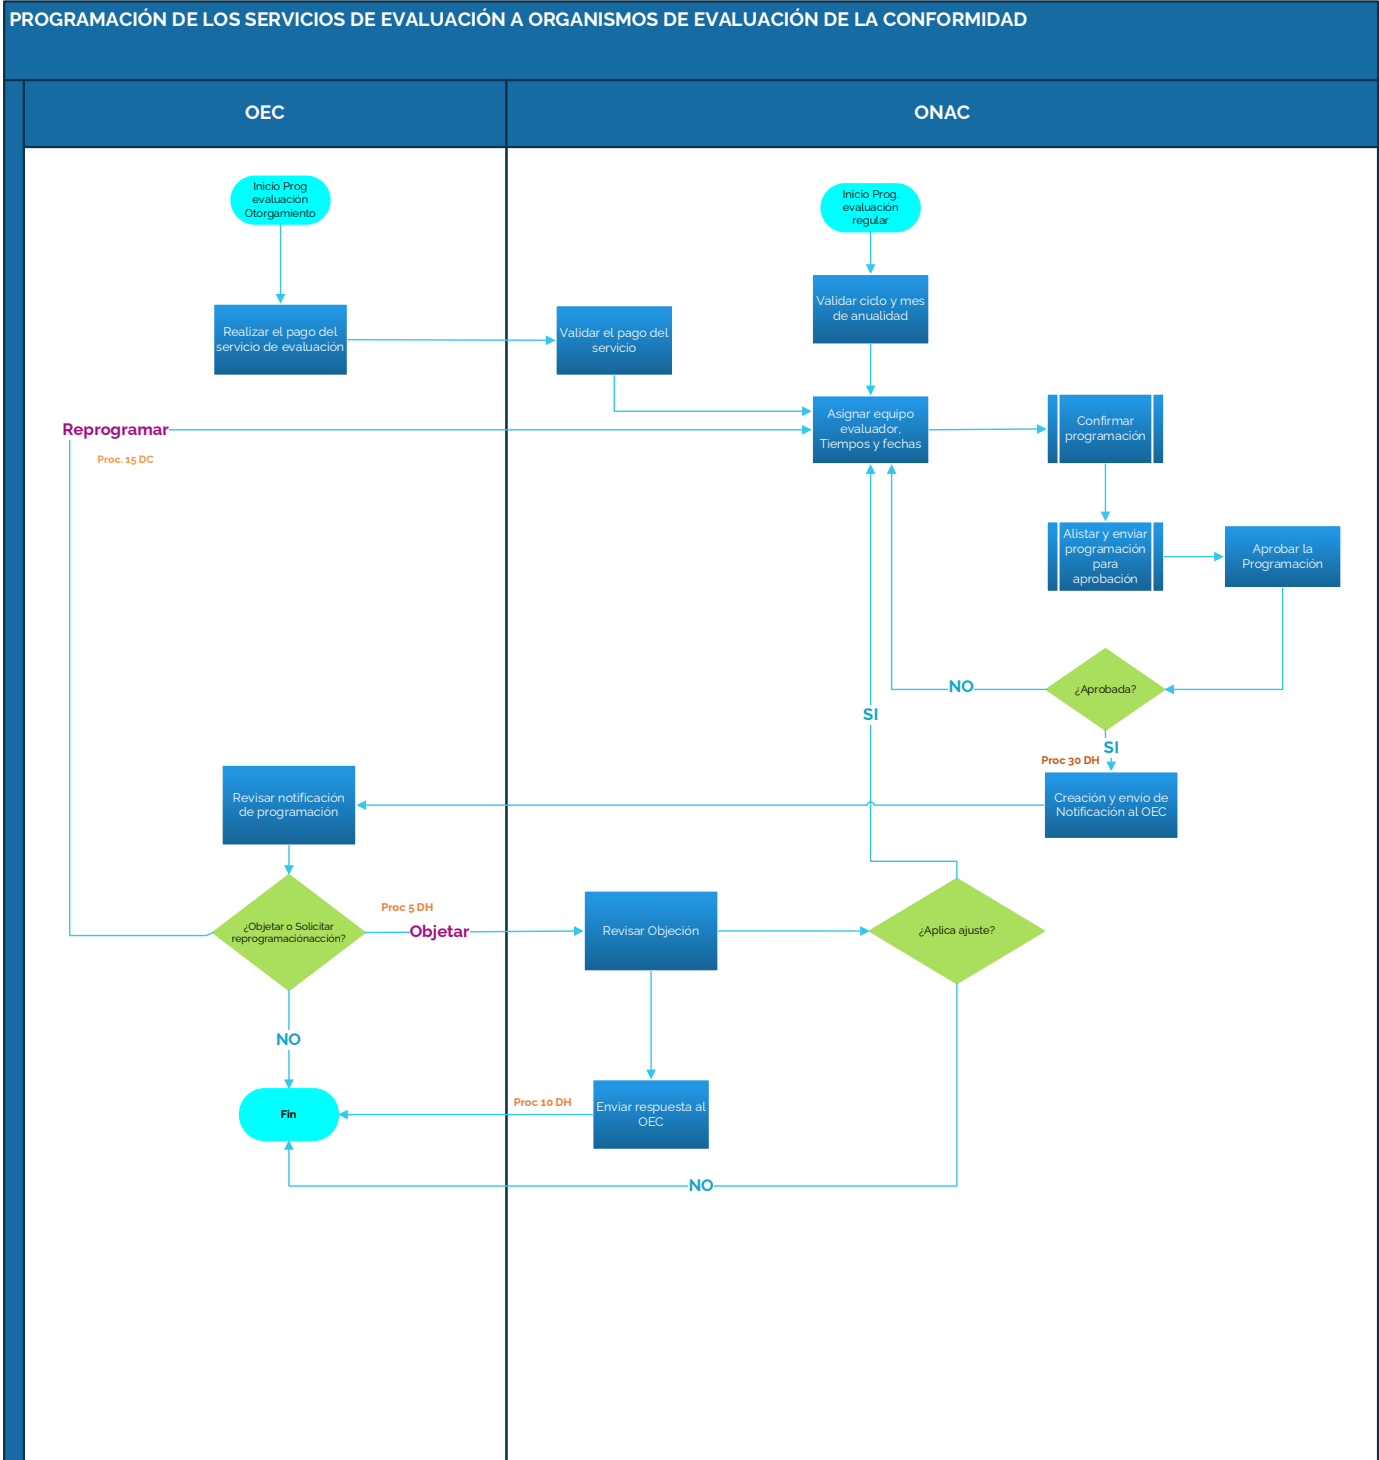 PROGRAMACIÓN DE LOS SERVICIOS DE EVALUACIÓN A ORGANISMOS DE EVALUACIÓN DE LA CONFORMIDAD
OEC
ONAC
Inicio Prog
evaluación
Otorgamiento
Inicio Prog.
evaluación
regular
Realizar el pago del
servicio de evaluación
Validar el pago del
servicio
Validar ciclo y mes
de anualidad
Reprogramar
Proc. 15 DC
Asignar equipo
evaluador,
Tiempos y fechas
Confirmar
programación
Alistar y enviar
programación
para
aprobación
Aprobar la
Programación
¿Aprobada?
NO
SI
SI
Proc 30 DH
Creación y envío de
Notificación al OEC
Revisar notificación
de programación
¿Objetar o Solicitar
reprogramaciónacción?
Proc 5 DH
Objetar
Revisar Objeción
¿Aplica ajuste?
NO
Fin
Proc 10 DH
Enviar respuesta al
OEC
NO